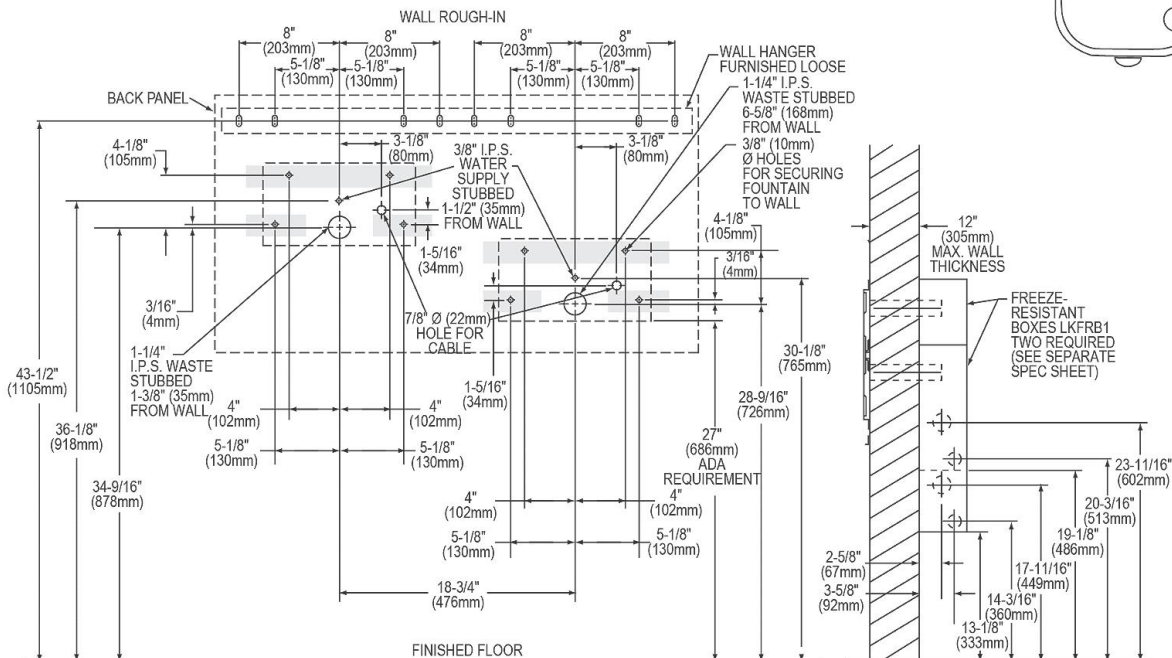 WALL ROUGH-IN
8"
(203mm)
8"
(203mm)
8"
(203mm)
8"
(203mm)
5-1/8"
(130mm)
5-1/8"
(130mm)
5-1/8"
(130mm)
5-1/8"
(130mm)
BACK PANEL
WALL HANGER
FURNISHED LOOSE
1-1/4" I.P.S.
WASTE STUBBED
6-5/8" (168mm)
FROM WALL
3/8" (10mm)
Ø HOLES
FOR SECURING
FOUNTAIN
TO WALL
4-1/8"
(105mm)
3-1/8"
(80mm)
3/8" I.P.S.
WATER
SUPPLY
STUBBED
1-1/2" (35mm)
FROM WALL
3-1/8"
(80mm)
4-1/8"
(105mm)
3/16"
(4mm)
12"
(305mm)
MAX. WALL
THICKNESS
1-5/16"
(34mm)
3/16"
(4mm)
7/8" Ø (22mm)
HOLE FOR
CABLE
FREEZE-
RESISTANT
BOXES LKFRB1
TWO REQUIRED
(SEE SEPARATE
SPEC SHEET)
1-1/4"
I.P.S. WASTE
STUBBED
1-3/8" (35mm)
FROM WALL
43-1/2"
(1105mm)
36-1/8"
(918mm)
34-9/16"
(878mm)
30-1/8"
(765mm)
28-9/16"
(726mm)
27"
(686mm)
ADA
REQUIREMENT
1-5/16"
(34mm)
4"
(102mm)
4"
(102mm)
5-1/8"
(130mm)
5-1/8"
(130mm)
4"
(102mm)
4"
(102mm)
5-1/8"
(130mm)
5-1/8"
(130mm)
18-3/4"
(476mm)
23-11/16"
(602mm)
20-3/16"
(513mm)
19-1/8"
(486mm)
17-11/16"
(449mm)
14-3/16"
(360mm)
13-1/8"
(333mm)
2-5/8"
(67mm)
3-5/8"
(92mm)
FINISHED FLOOR